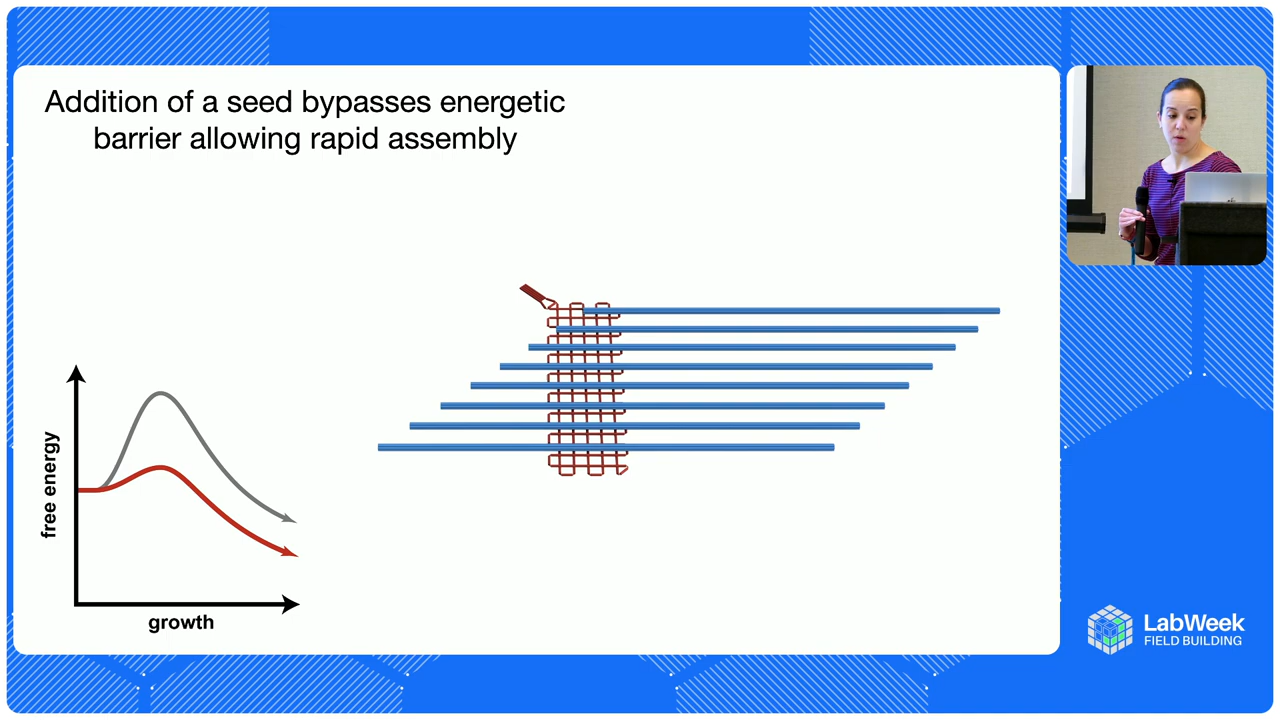 Addition of a seed bypasses energetic
barrier allowing rapid assembly
free energy
growth
LabWeek
FIELD BUILDING